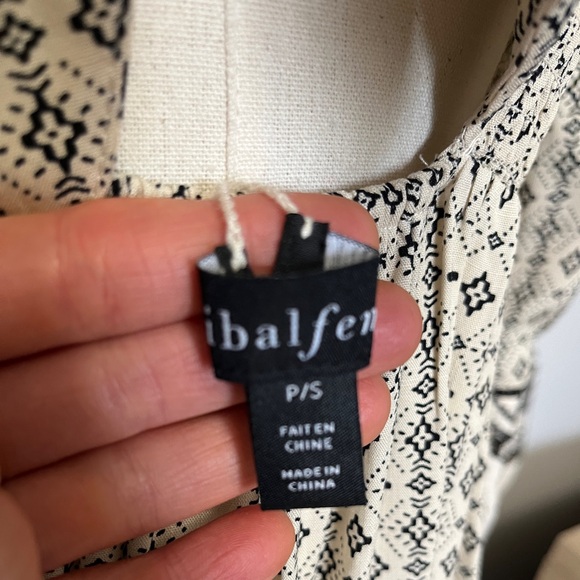 ibalfen
P/S
FAIT EN
CHINE
MADE IN
CHINA